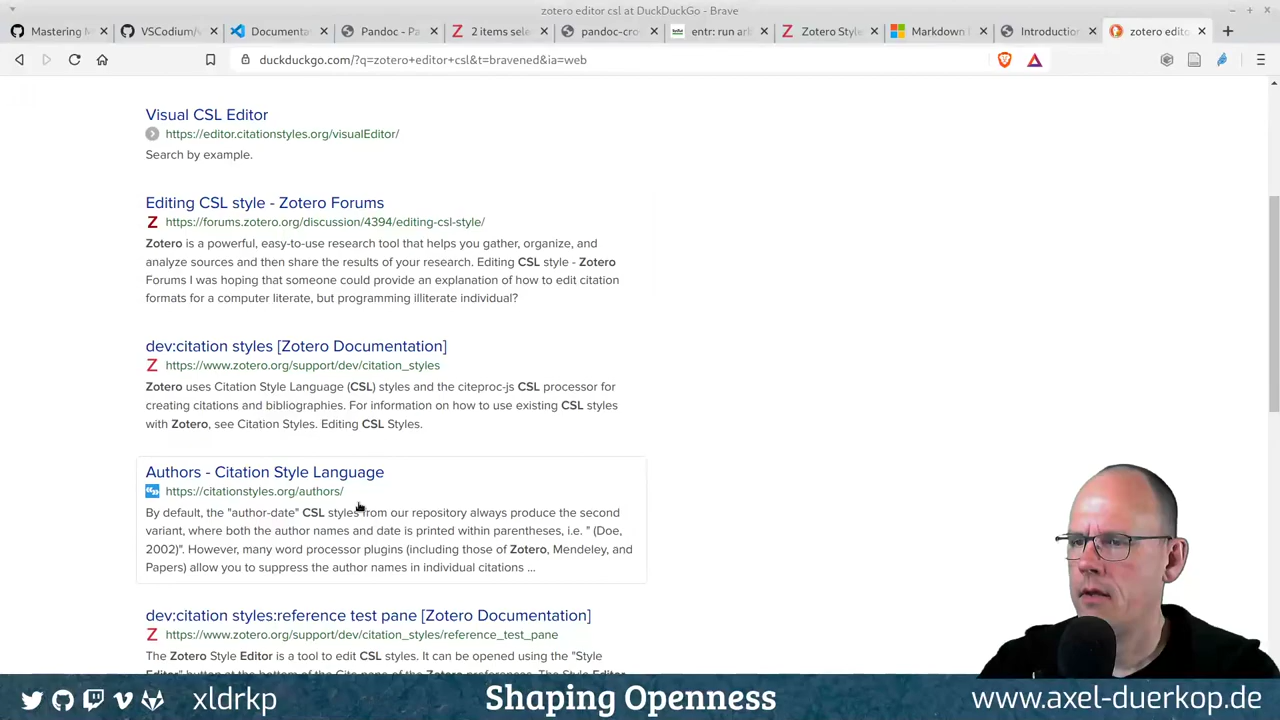 zotero editor csl at DuckDuckGo - Brave
Mastering M
VSCodium/
Documenta
Pandoc - Pa
2 items sele
pandoc-cro
entr: run ar
Zotero Style
Markdown
Introduction
zotero edito
duckduckgo.com/?q=zotero+editor+csl&t=bravened&ia=web
Visual CSL Editor
https://editor.citationstyles.org/visualEditor/
Search by example.
Editing CSL style - Zotero Forums
https://forums.zotero.org/discussion/4394/editing-csl-style/
Zotero is a powerful, easy-to-use research tool that helps you gather, organize, and
analyze sources and then share the results of your research. Editing CSL style - Zotero
Forums I was hoping that someone could provide an explanation of how to edit citation
formats for a computer literate, but programming illiterate individual?
dev:citation styles [Zotero Documentation]
https://www.zotero.org/support/dev/citation_styles
Zotero uses Citation Style Language (CSL) styles and the citeproc-js CSL processor for
creating citations and bibliographies. For information on how to use existing CSL styles
with Zotero, see Citation Styles. Editing CSL Styles.
Authors - Citation Style Language
https://citationstyles.org/authors/
By default, the "author-date" CSL styles from our repository always produce the second
variant, where both the author names and date is printed within parentheses, i.e. " (Doe,
2002)". However, many word processor plugins (including those of Zotero, Mendeley, and
Papers) allow you to suppress the author names in individual citations ...
dev:citation styles:reference test pane [Zotero Documentation]
https://www.zotero.org/support/dev/citation_styles/reference_test_pane
The Zotero Style Editor is a tool to edit CSL styles. It can be opened using the "Style
xldrkp
Shaping Openness
www.axel-duerkop.de